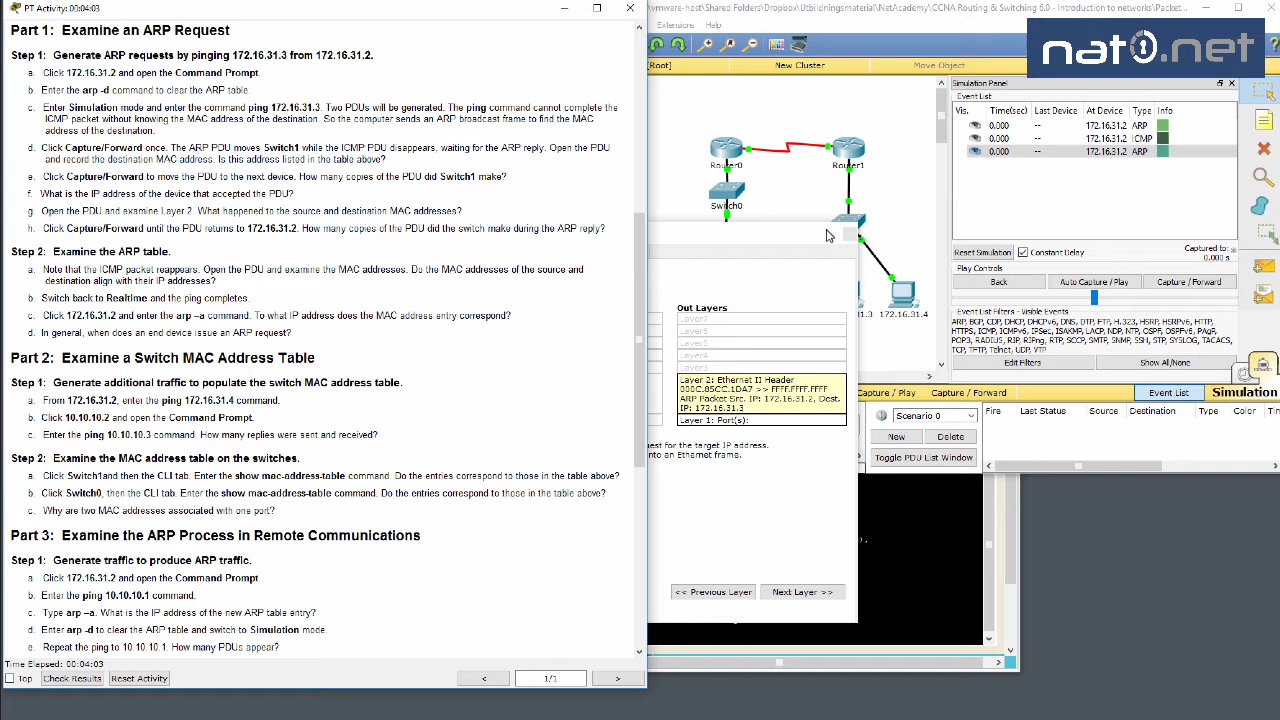 PT Activity: 00:04:03
Part 1: Examine an ARP Request
Step 1: Generate ARP requests by pinging 172.16.31.3 from 172.16.31.2.
a. Click 172.16.31.2 and open the Command Prompt.
b. Enter the arp -d command to clear the ARP table.
c. Enter Simulation mode and enter the command ping 172.16.31.3. Two PDUs will be generated. The ping command cannot complete the
ICMP packet without knowing the MAC address of the destination. So the computer sends an ARP broadcast frame to find the MAC
address of the destination.
d. Click Capture/Forward once. The ARP PDU moves Switch1 while the ICMP PDU disappears, waiting for the ARP reply. Open the PDU
and record the destination MAC address. Is this address listed in the table above?
e. Click Capture/Forward to move the PDU to the next device. How many copies of the PDU did Switch1 make?
f. What is the IP address of the device that accepted the PDU?
g. Open the PDU and examine Layer 2. What happened to the source and destination MAC addresses?
h. Click Capture/Forward until the PDU returns to 172.16.31.2. How many copies of the PDU did the switch make during the ARP reply?
Step 2: Examine the ARP table.
a. Note that the ICMP packet reappears. Open the PDU and examine the MAC addresses. Do the MAC addresses of the source and
destination align with their IP addresses?
b. Switch back to Realtime and the ping completes.
c. Click 172.16.31.2 and enter the arp –a command. To what IP address does the MAC address entry correspond?
d. In general, when does an end device issue an ARP request?
Part 2: Examine a Switch MAC Address Table
Step 1: Generate additional traffic to populate the switch MAC address table.
a. From 172.16.31.2, enter the ping 172.16.31.4 command.
b. Click 10.10.10.2 and open the Command Prompt.
c. Enter the ping 10.10.10.3 command. How many replies were sent and received?
Step 2: Examine the MAC address table on the switches.
a. Click Switch1and then the CLI tab. Enter the show mac-address-table command. Do the entries correspond to those in the table above?
b. Click Switch0, then the CLI tab. Enter the show mac-address-table command. Do the entries correspond to those in the table above?
c. Why are two MAC addresses associated with one port?
Part 3: Examine the ARP Process in Remote Communications
Step 1: Generate traffic to produce ARP traffic.
a. Click 172.16.31.2 and open the Command Prompt.
b. Enter the ping 10.10.10.1 command.
c. Type arp –a. What is the IP address of the new ARP table entry?
d. Enter arp -d to clear the ARP table and switch to Simulation mode.
e. Repeat the ping to 10.10.10.1. How many PDUs appear?
Time Elapsed: 00:04:03
Top Check Results Reset Activity < 1/1 >
vmware-host\Shared Folders\Dropbox\Utbildningsmaterial\NetAcademy\CCNA Routing & Switching 6.0 - Introduction to networks\Packet
Extensions Help
nat0.net
[Root] New Cluster Move Object
Router0 Router1
Switch0
172.16.31.4
Out Layers
Layer7
Layer6
Layer5
Layer4
Layer3
Layer 2: Ethernet II Header
000C.85CC.1DA7 >> FFFF.FFFF.FFFF
ARP Packet Src. IP: 172.16.31.2, Dest.
IP: 172.16.31.3
Layer 1: Port(s):
uest for the target IP address.
nto an Ethernet frame.
<< Previous Layer Next Layer >>
Simulation Panel
Event List
Vis. Time(sec) Last Device At Device Type Info
0.000 -- 172.16.31.2 ARP
0.000 -- 172.16.31.2 ICMP
0.000 -- 172.16.31.2 ARP
Reset Simulation Constant Delay Captured to:
0.000 s
Play Controls
Back Auto Capture / Play Capture / Forward
Event List Filters - Visible Events
ARP, BGP, CDP, DHCP, DHCPv6, DNS, DTP, EIGRP, EIGRPv6, FTP, H.323, HSRP, HSRPv6, HTTP,
Edit Filters Show All/None
Capture / Play Capture / Forward Event List Simulation
Scenario 0
New Delete
Toggle PDU List Window
Fire Last Status Source Destination Type Color